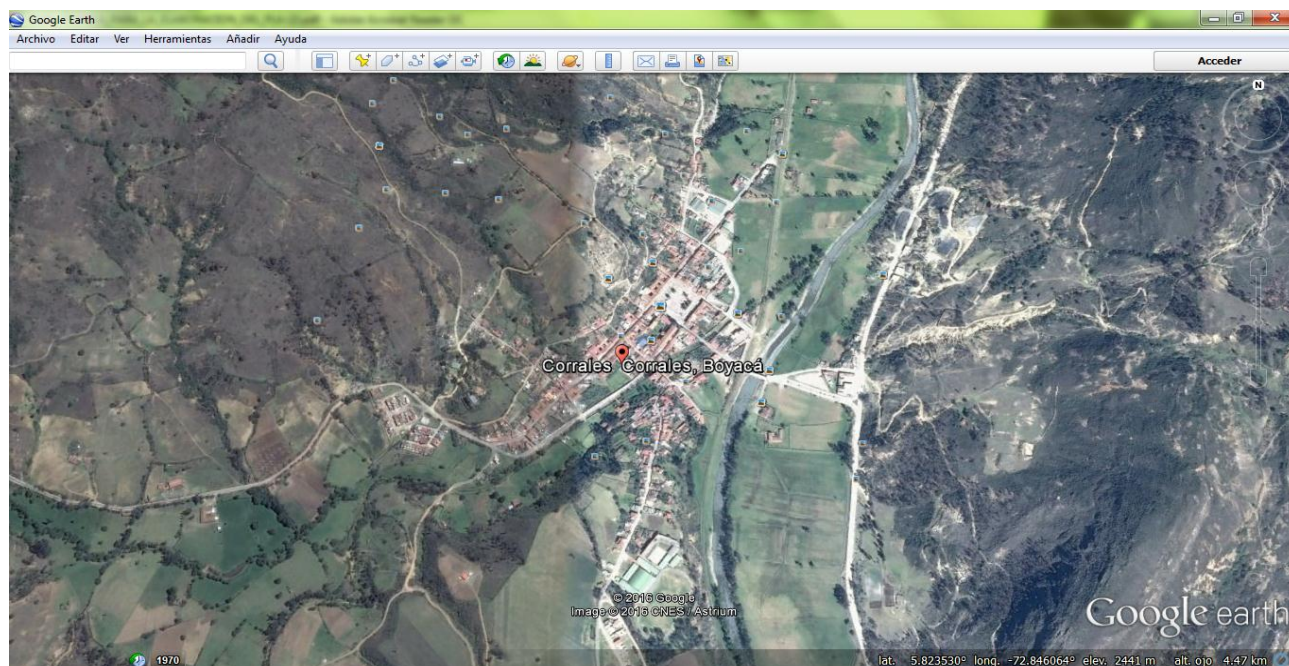 Google Earth
Archivo Editar Ver Herramientas Añadir Ayuda
Acceder
N
Corrales Corrales, Boyacá
© 2016 Google
Image © 2016 CNES / Astrium
Google earth
1970
lat. 5.823530° long. -72.846064° elev. 2441 m alt. ojo 4.47 km